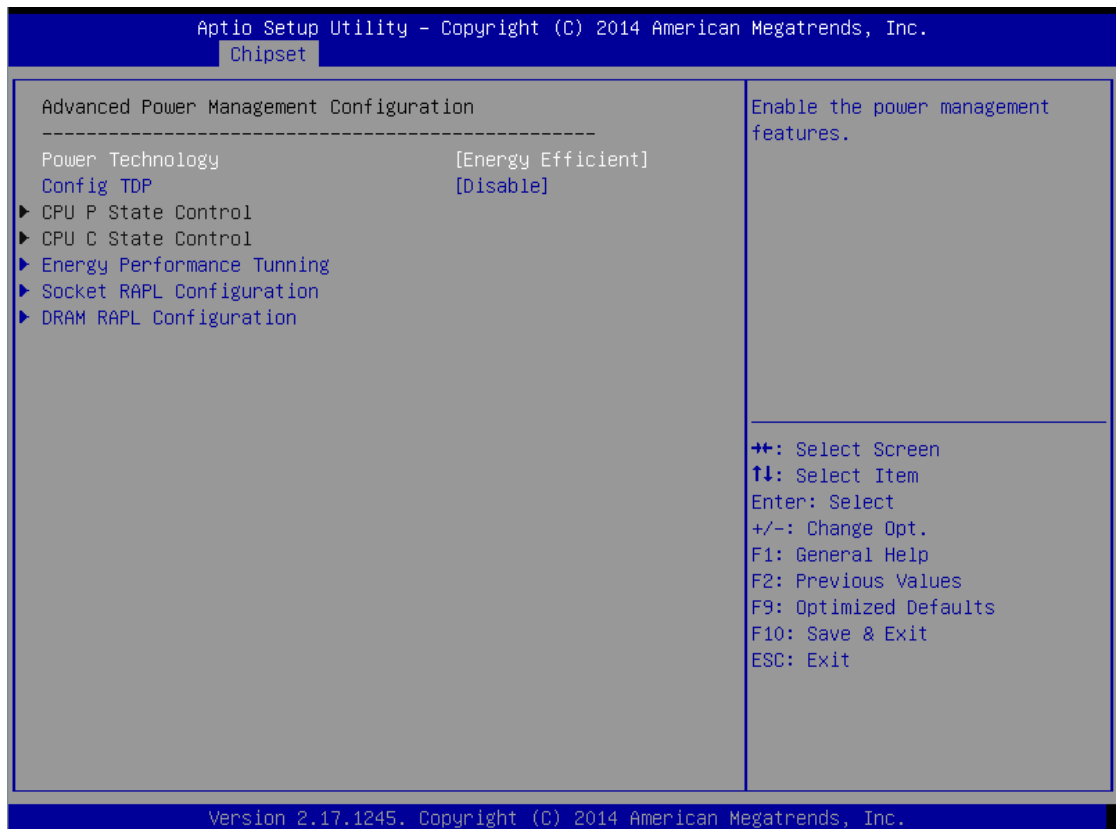 Aptio Setup Utility – Copyright (C) 2014 American Megatrends, Inc.
Chipset
Advanced Power Management Configuration
--------------------------------------------------
Power Technology [Energy Efficient]
Config TDP [Disable]
▶ CPU P State Control
▶ CPU C State Control
▶ Energy Performance Tunning
▶ Socket RAPL Configuration
▶ DRAM RAPL Configuration
Enable the power management
features.
→←: Select Screen
↑↓: Select Item
Enter: Select
+/-: Change Opt.
F1: General Help
F2: Previous Values
F9: Optimized Defaults
F10: Save & Exit
ESC: Exit
Version 2.17.1245. Copyright (C) 2014 American Megatrends, Inc.